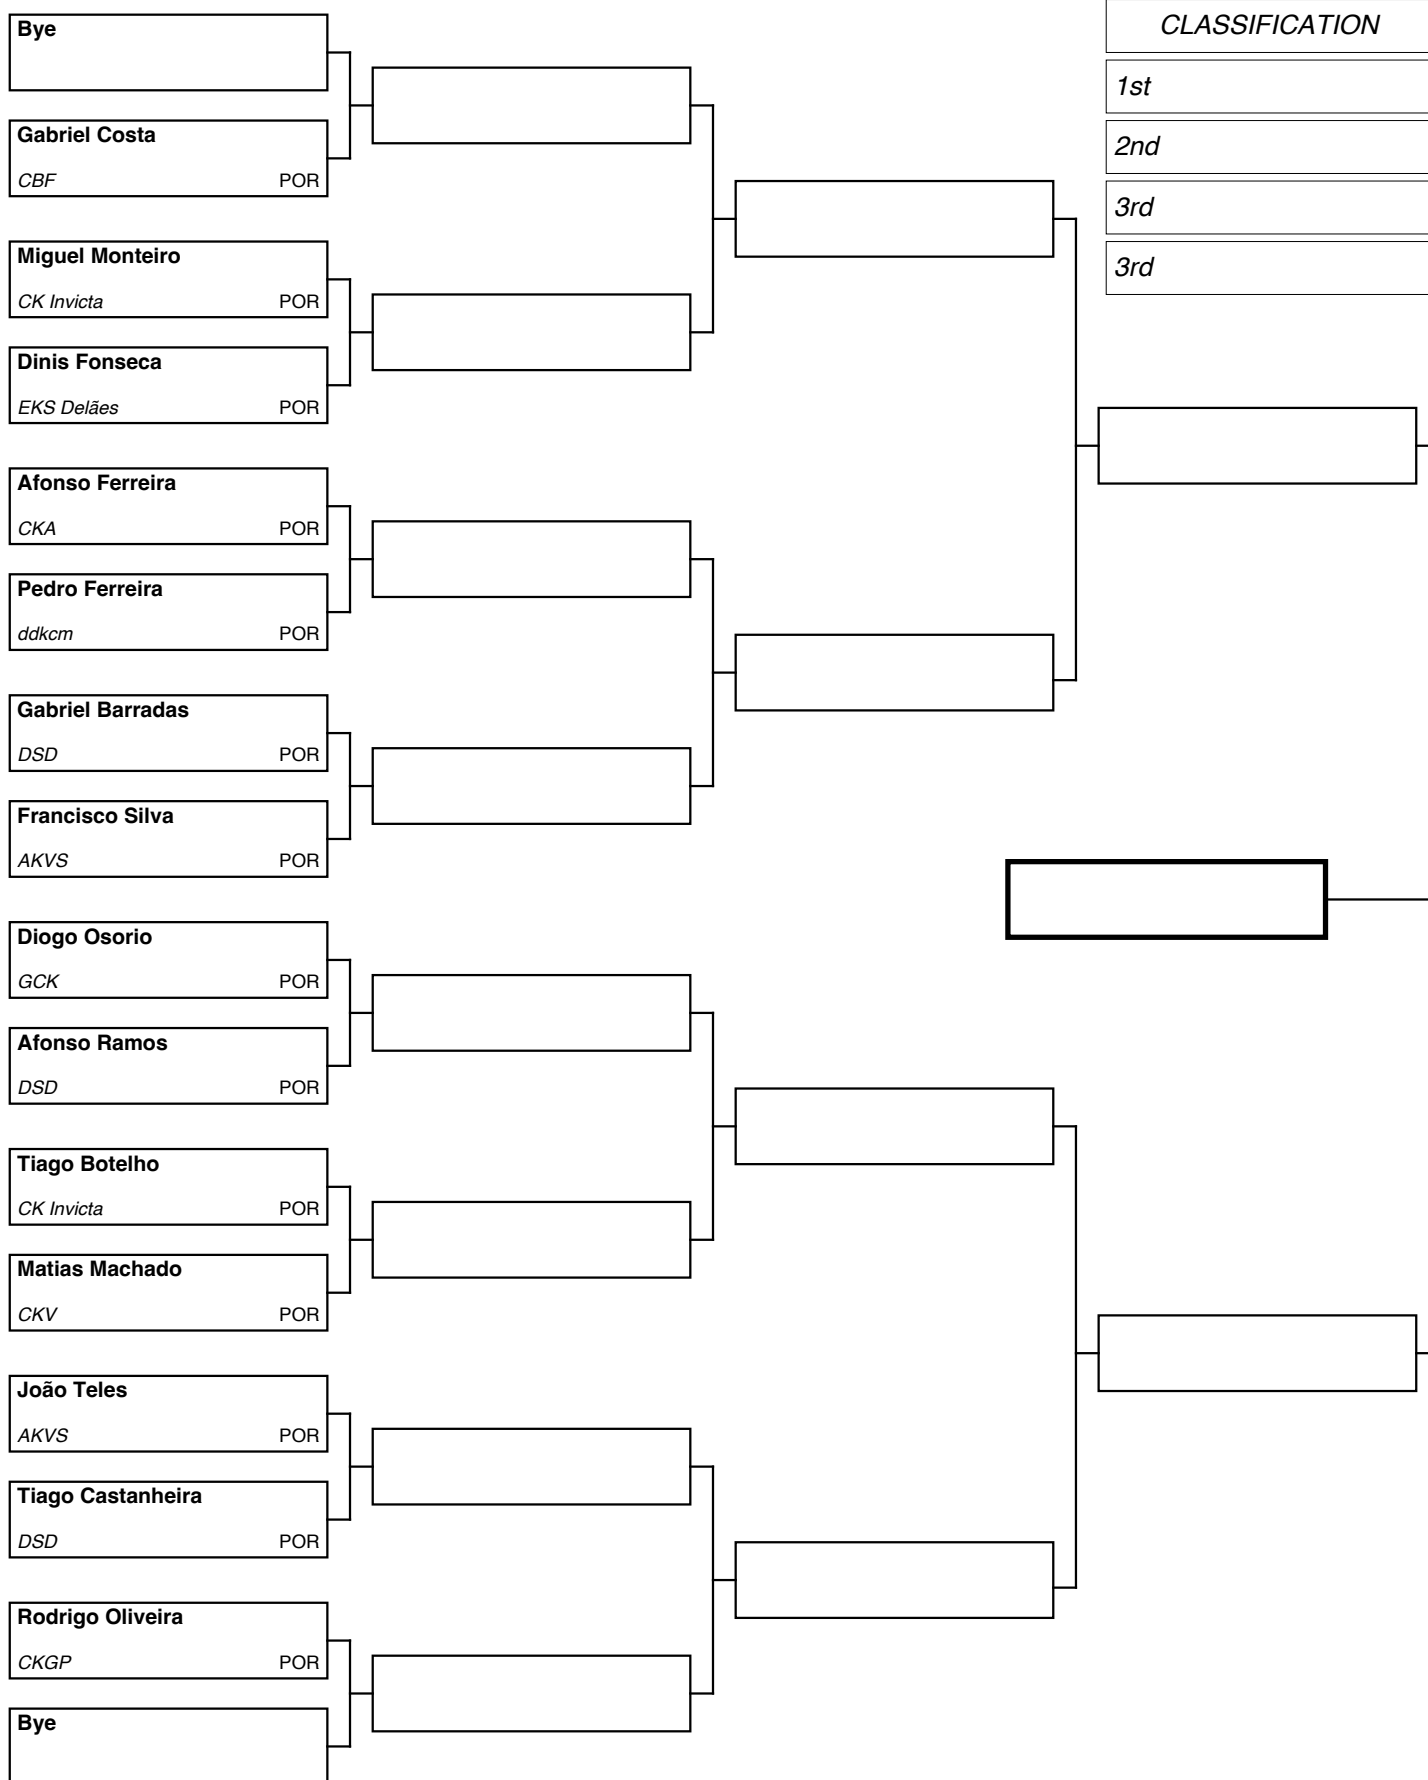 Bye
Gabriel Costa
CBF POR
Miguel Monteiro
CK Invicta POR
Dinis Fonseca
EKS Delães POR
Afonso Ferreira
CKA POR
Pedro Ferreira
ddkcm POR
Gabriel Barradas
DSD POR
Francisco Silva
AKVS POR
Diogo Osorio
GCK POR
Afonso Ramos
DSD POR
Tiago Botelho
CK Invicta POR
Matias Machado
CKV POR
João Teles
AKVS POR
Tiago Castanheira
DSD POR
Rodrigo Oliveira
CKGP POR
Bye
CLASSIFICATION
1st
2nd
3rd
3rd